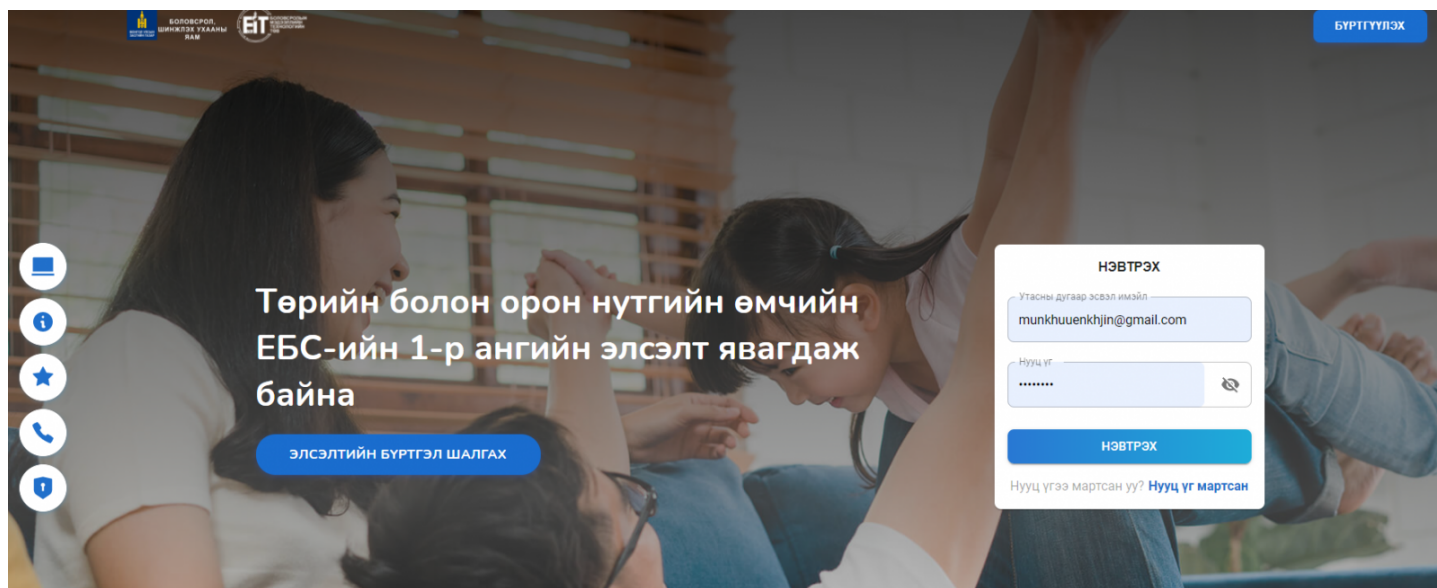 БОЛОВСРОЛ,
ШИНЖЛЭХ УХААНЫ
ЯАМ
EIT
БҮРТГҮҮЛЭХ
Төрийн болон орон нутгийн өмчийн
ЕБС-ийн 1-р ангийн элсэлт явагдаж
байна
ЭЛСЭЛТИЙН БҮРТГЭЛ ШАЛГАХ
НЭВТРЭХ
Утасны дугаар эсвэл имэйл
munkhuuenkhjin@gmail.com
Нууц үг
••••••••
НЭВТРЭХ
Нууц үгээ мартсан уу? Нууц үг мартсан